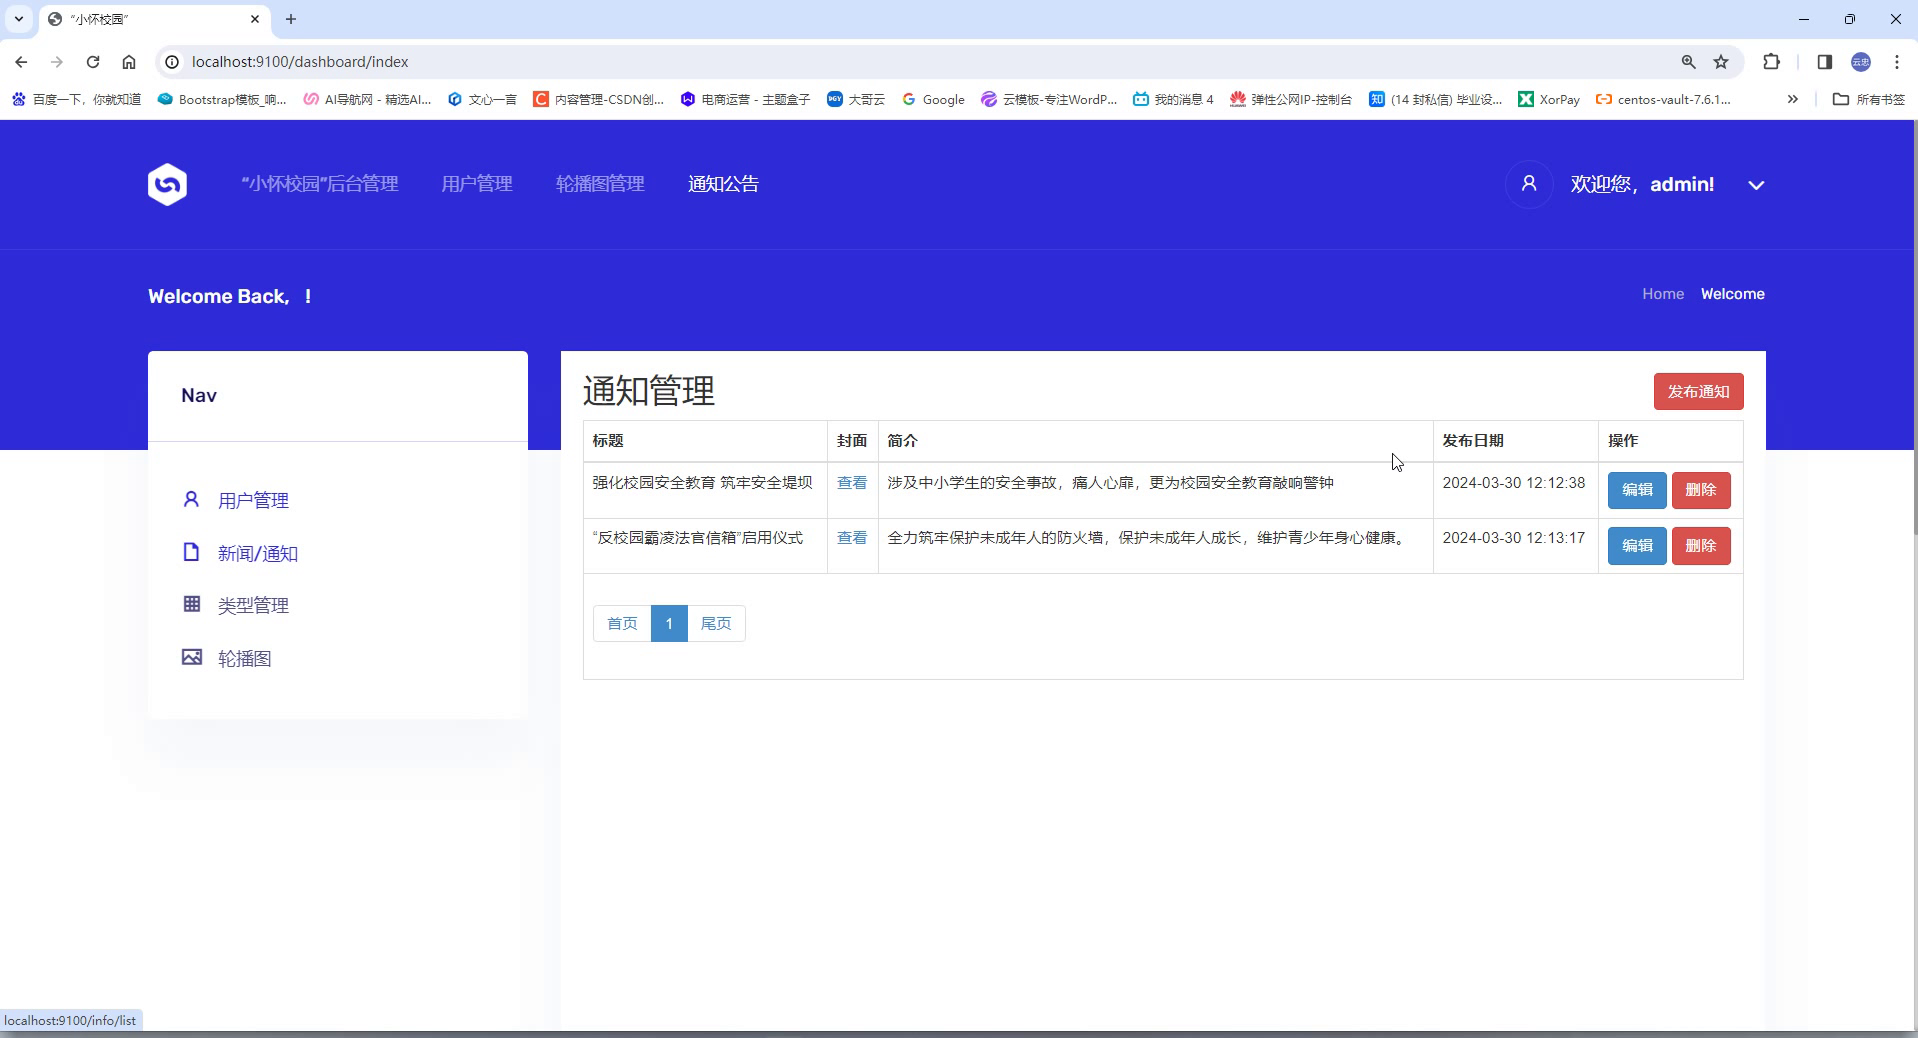 “小怀校园”
localhost:9100/dashboard/index
云忠
百度一下，你就知道
Bootstrap模板_响...
AI导航网 - 精选AI...
文心一言
内容管理-CSDN创...
电商运营 - 主题盒子
大哥云
Google
云模板-专注WordP...
我的消息 4
弹性公网IP-控制台
知 (14 封私信) 毕业设...
XorPay
centos-vault-7.6.1...
所有书签
“小怀校园”后台管理 用户管理 轮播图管理 通知公告
欢迎您，admin!
Welcome Back, !
Home Welcome
Nav
用户管理
新闻/通知
类型管理
轮播图
通知管理
发布通知
标题 封面 简介 发布日期 操作
强化校园安全教育 筑牢安全堤坝 查看 涉及中小学生的安全事故，痛人心扉，更为校园安全教育敲响警钟 2024-03-30 12:12:38 编辑 删除
“反校园霸凌法官信箱”启用仪式 查看 全力筑牢保护未成年人的防火墙，保护未成年人成长，维护青少年身心健康。 2024-03-30 12:13:17 编辑 删除
首页 1 尾页
localhost:9100/info/list